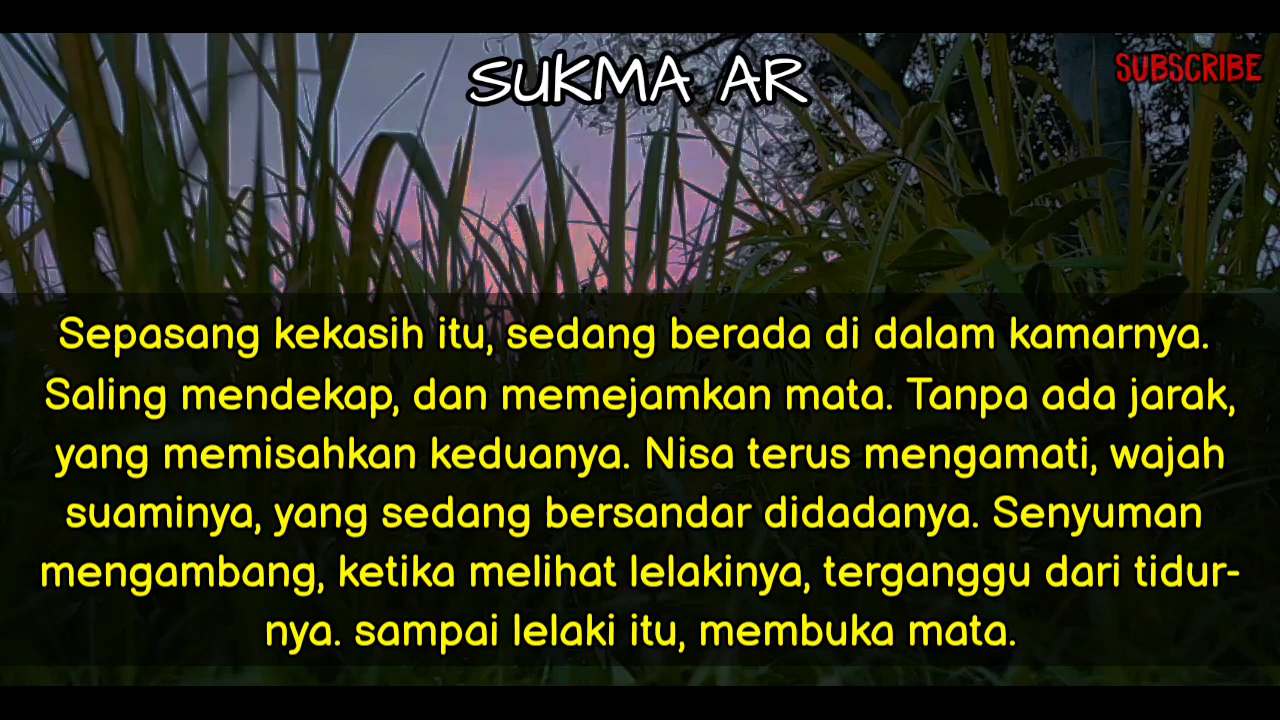 SUKMA AR
SUBSCRIBE
Sepasang kekasih itu, sedang berada di dalam kamarnya.
Saling mendekap, dan memejamkan mata. Tanpa ada jarak,
yang memisahkan keduanya. Nisa terus mengamati, wajah
suaminya, yang sedang bersandar didadanya. Senyuman
mengambang, ketika melihat lelakinya, terganggu dari tidur-
nya. sampai lelaki itu, membuka mata.